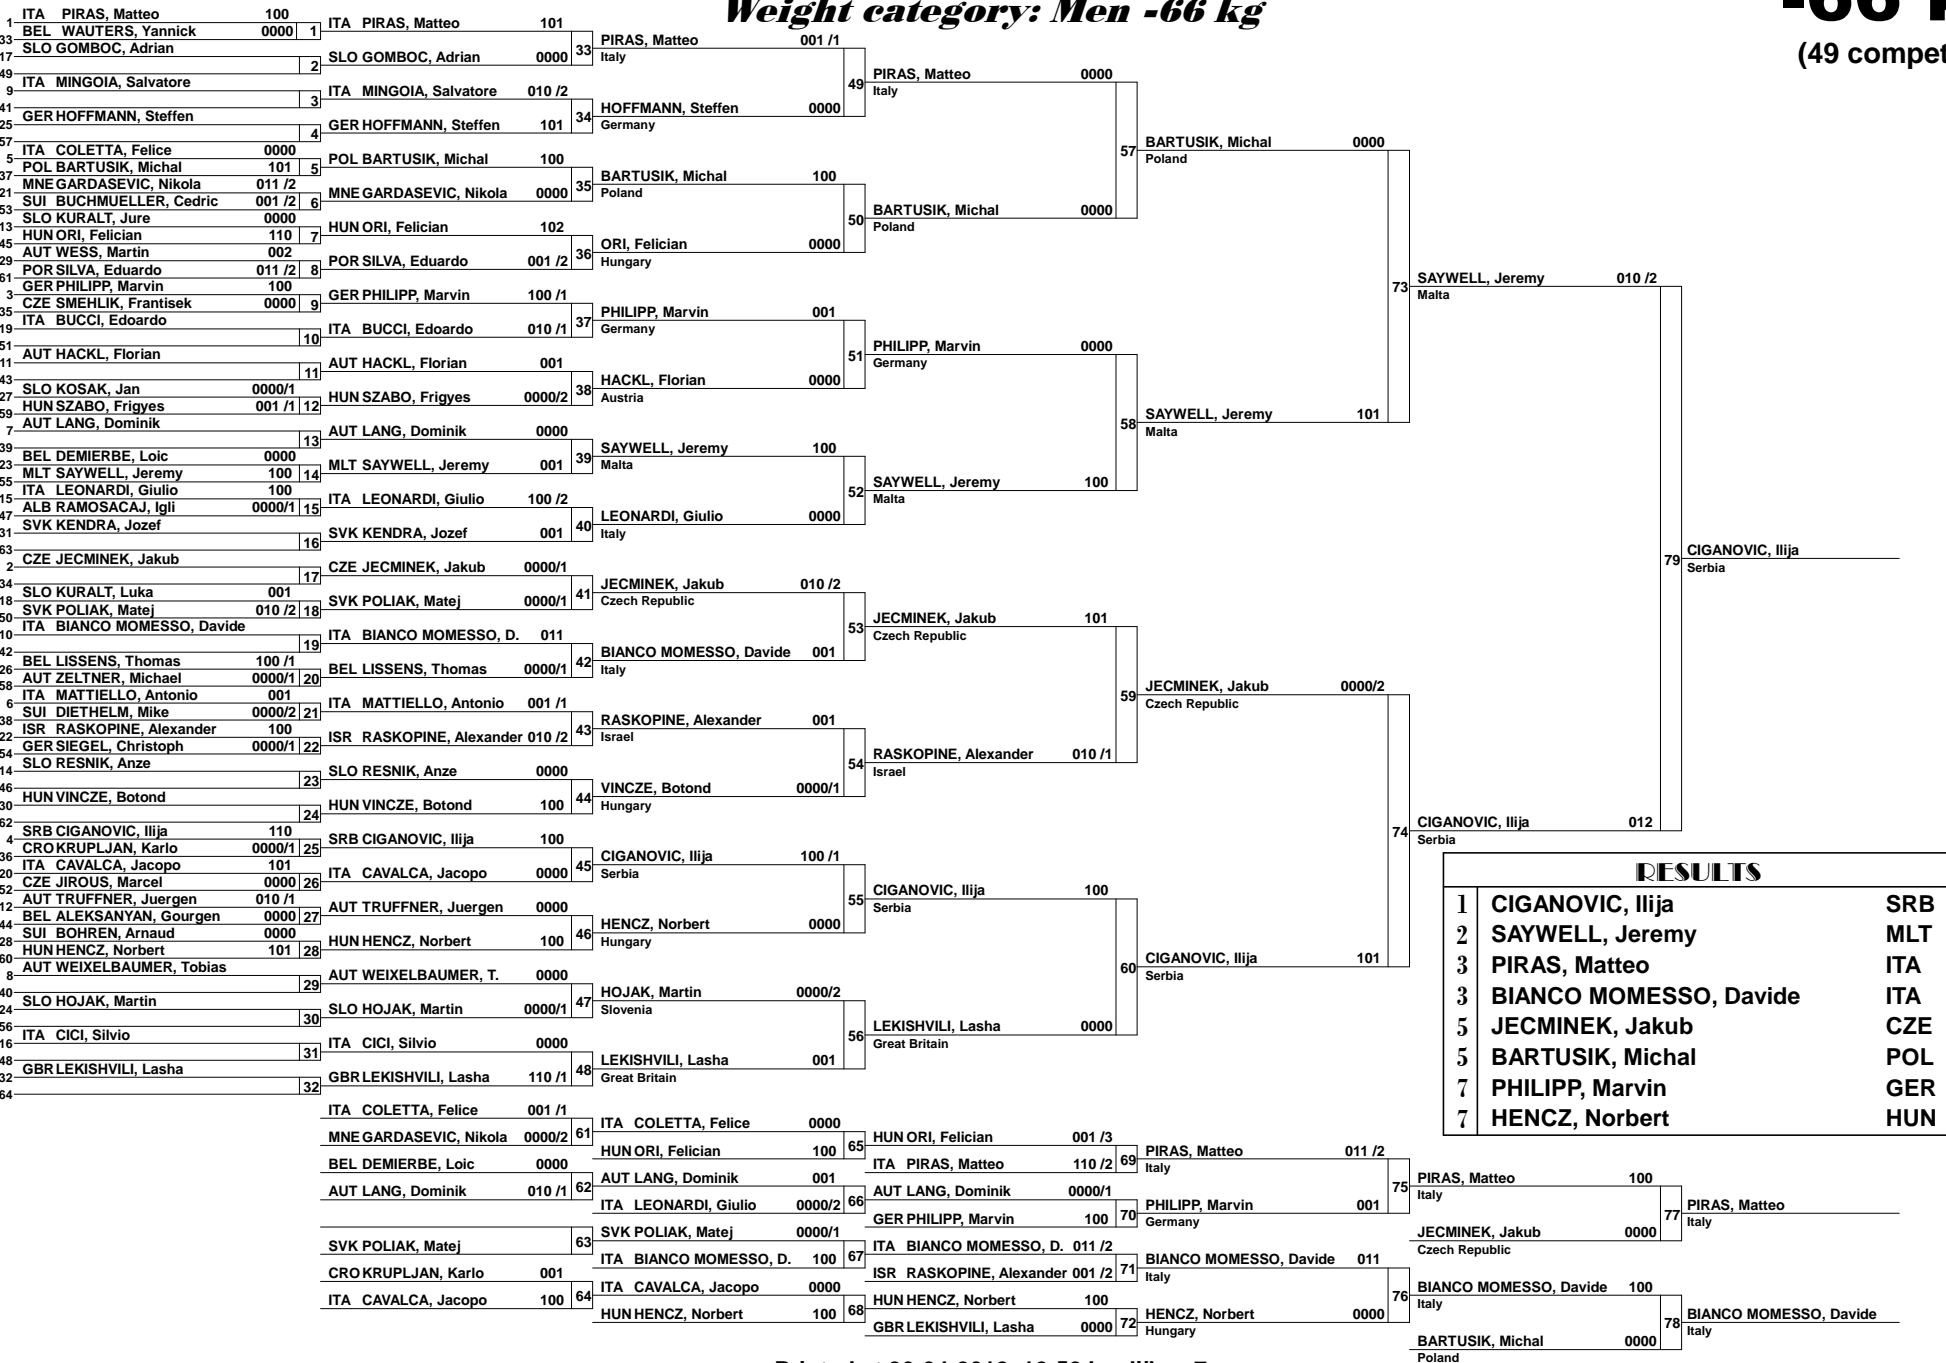 Weight category: Men -66 kg
(49 compet
1 ITA PIRAS, Matteo 100
33 BEL WAUTERS, Yannick 0000 1
17 SLO GOMBOC, Adrian
49 2
9 ITA MINGOIA, Salvatore
41 3
25 GER HOFFMANN, Steffen
57 4
5 ITA COLETTA, Felice 0000
37 POL BARTUSIK, Michal 101 5
21 MNE GARDASEVIC, Nikola 011 /2
53 SUI BUCHMUELLER, Cedric 001 /2 6
13 SLO KURALT, Jure 0000
45 HUN ORI, Felician 110 7
29 AUT WESS, Martin 002
61 POR SILVA, Eduardo 011 /2 8
3 GER PHILIPP, Marvin 100
35 CZE SMEHLIK, Frantisek 0000 9
19 ITA BUCCI, Edoardo
51 10
11 AUT HACKL, Florian
43 11
27 SLO KOSAK, Jan 0000/1
59 HUN SZABO, Frigyes 001 /1 12
7 AUT LANG, Dominik
39 13
23 BEL DEMIERBE, Loic 0000
55 MLT SAYWELL, Jeremy 100 14
15 ITA LEONARDI, Giulio 100
47 ALB RAMOSACAJ, Igli 0000/1 15
31 SVK KENDRA, Jozef
63 16
2 CZE JECMINEK, Jakub
34 17
18 SLO KURALT, Luka 001
50 SVK POLIAK, Matej 010 /2 18
10 ITA BIANCO MOMESSO, Davide
42 19
26 BEL LISSENS, Thomas 100 /1
58 AUT ZELTNER, Michael 0000/1 20
6 ITA MATTIELLO, Antonio 001
38 SUI DIETHELM, Mike 0000/2 21
22 ISR RASKOPINE, Alexander 100
54 GER SIEGEL, Christoph 0000/1 22
14 SLO RESNIK, Anze
46 23
30 HUN VINCZE, Botond
62 24
4 SRB CIGANOVIC, Ilija 110
36 CRO KRUPLJAN, Karlo 0000/1 25
20 ITA CAVALCA, Jacopo 101
52 CZE JIROUS, Marcel 0000 26
12 AUT TRUFFNER, Juergen 010 /1
44 BEL ALEKSANYAN, Gourgen 0000 27
28 SUI BOHREN, Arnaud 0000
60 HUN HENCZ, Norbert 101 28
8 AUT WEIXELBAUMER, Tobias
40 29
24 SLO HOJAK, Martin
56 30
16 ITA CICI, Silvio
48 31
32 GBR LEKISHVILI, Lasha
64 32
ITA PIRAS, Matteo 101
SLO GOMBOC, Adrian 0000 33
ITA MINGOIA, Salvatore 010 /2
GER HOFFMANN, Steffen 101 34
POL BARTUSIK, Michal 100
MNE GARDASEVIC, Nikola 0000 35
HUN ORI, Felician 102
POR SILVA, Eduardo 001 /2 36
GER PHILIPP, Marvin 100 /1
ITA BUCCI, Edoardo 010 /1 37
AUT HACKL, Florian 001
HUN SZABO, Frigyes 0000/2 38
AUT LANG, Dominik 0000
MLT SAYWELL, Jeremy 001 39
ITA LEONARDI, Giulio 100 /2
SVK KENDRA, Jozef 001 40
CZE JECMINEK, Jakub 0000/1
SVK POLIAK, Matej 0000/1 41
ITA BIANCO MOMESSO, D. 011
BEL LISSENS, Thomas 0000/1 42
ITA MATTIELLO, Antonio 001 /1
ISR RASKOPINE, Alexander 010 /2 43
SLO RESNIK, Anze 0000
HUN VINCZE, Botond 100 44
SRB CIGANOVIC, Ilija 100
ITA CAVALCA, Jacopo 0000 45
AUT TRUFFNER, Juergen 0000
HUN HENCZ, Norbert 100 46
AUT WEIXELBAUMER, T. 0000
SLO HOJAK, Martin 0000/1 47
ITA CICI, Silvio 0000
GBR LEKISHVILI, Lasha 110 /1 48
PIRAS, Matteo 001 /1
Italy
49
HOFFMANN, Steffen 0000
Germany
BARTUSIK, Michal 100
Poland
50
ORI, Felician 0000
Hungary
PHILIPP, Marvin 001
Germany
51
HACKL, Florian 0000
Austria
SAYWELL, Jeremy 100
Malta
52
LEONARDI, Giulio 0000
Italy
JECMINEK, Jakub 010 /2
Czech Republic
53
BIANCO MOMESSO, Davide 001
Italy
RASKOPINE, Alexander 001
Israel
54
VINCZE, Botond 0000/1
Hungary
CIGANOVIC, Ilija 100 /1
Serbia
55
HENCZ, Norbert 0000
Hungary
HOJAK, Martin 0000/2
Slovenia
56
LEKISHVILI, Lasha 001
Great Britain
PIRAS, Matteo 0000
Italy
57
BARTUSIK, Michal 0000
Poland
PHILIPP, Marvin 0000
Germany
58
SAYWELL, Jeremy 100
Malta
JECMINEK, Jakub 101
Czech Republic
59
RASKOPINE, Alexander 010 /1
Israel
CIGANOVIC, Ilija 100
Serbia
60
LEKISHVILI, Lasha 0000
Great Britain
BARTUSIK, Michal 0000
Poland
73
SAYWELL, Jeremy 101
Malta
JECMINEK, Jakub 0000/2
Czech Republic
74
CIGANOVIC, Ilija 101
Serbia
SAYWELL, Jeremy 010 /2
Malta
79
CIGANOVIC, Ilija 012
Serbia
CIGANOVIC, Ilija
Serbia
RESULTS
1 CIGANOVIC, Ilija SRB
2 SAYWELL, Jeremy MLT
3 PIRAS, Matteo ITA
3 BIANCO MOMESSO, Davide ITA
5 JECMINEK, Jakub CZE
5 BARTUSIK, Michal POL
7 PHILIPP, Marvin GER
7 HENCZ, Norbert HUN
ITA COLETTA, Felice 001 /1
MNE GARDASEVIC, Nikola 0000/2 61
BEL DEMIERBE, Loic 0000
AUT LANG, Dominik 010 /1 62
63
SVK POLIAK, Matej
CRO KRUPLJAN, Karlo 001
ITA CAVALCA, Jacopo 100 64
ITA COLETTA, Felice 0000
HUN ORI, Felician 100 65
AUT LANG, Dominik 001
ITA LEONARDI, Giulio 0000/2 66
SVK POLIAK, Matej 0000/1
ITA BIANCO MOMESSO, D. 100 67
ITA CAVALCA, Jacopo 0000
HUN HENCZ, Norbert 100 68
HUN ORI, Felician 001 /3
ITA PIRAS, Matteo 110 /2 69
AUT LANG, Dominik 0000/1
GER PHILIPP, Marvin 100 70
ITA BIANCO MOMESSO, D. 011 /2
ISR RASKOPINE, Alexander 001 /2 71
HUN HENCZ, Norbert 100
GBR LEKISHVILI, Lasha 0000 72
PIRAS, Matteo 011 /2
Italy
75
PHILIPP, Marvin 001
Germany
BIANCO MOMESSO, Davide 011
Italy
76
HENCZ, Norbert 0000
Hungary
PIRAS, Matteo 100
Italy
77
JECMINEK, Jakub 0000
Czech Republic
BIANCO MOMESSO, Davide 100
Italy
78
BARTUSIK, Michal 0000
Poland
PIRAS, Matteo
Italy
BIANCO MOMESSO, Davide
Italy